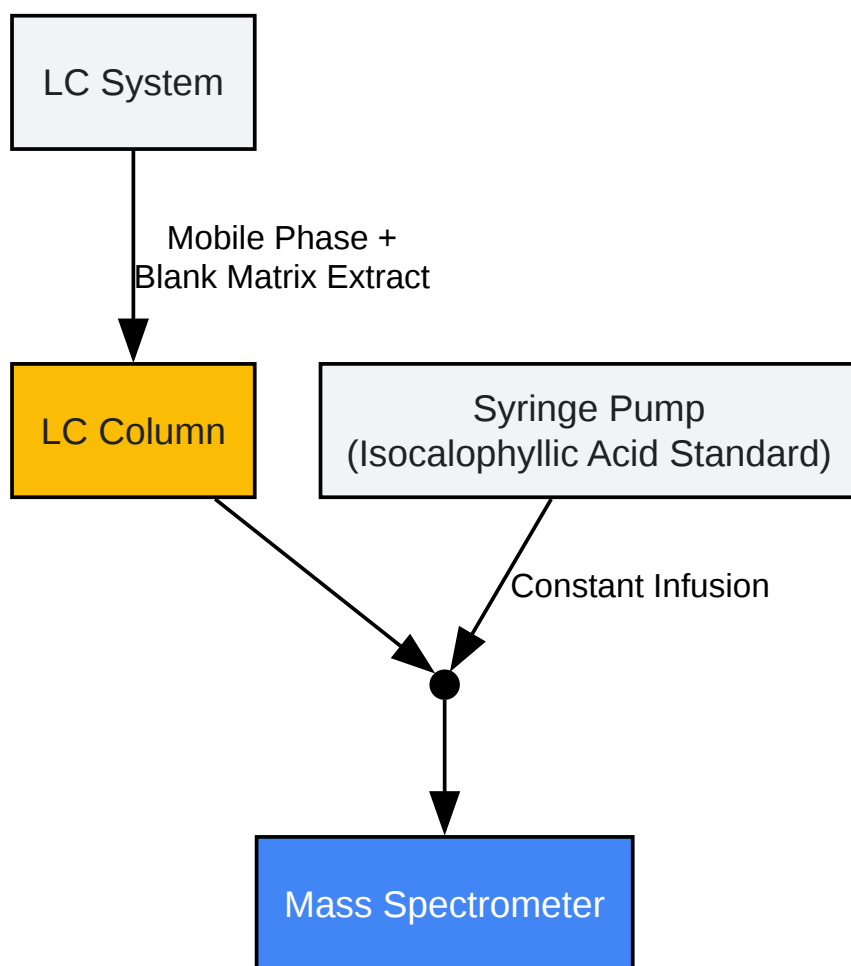 LC System
Mobile Phase +
Blank Matrix Extract
LC Column
Syringe Pump
(Isocalophyllic Acid Standard)
Constant Infusion
Mass Spectrometer